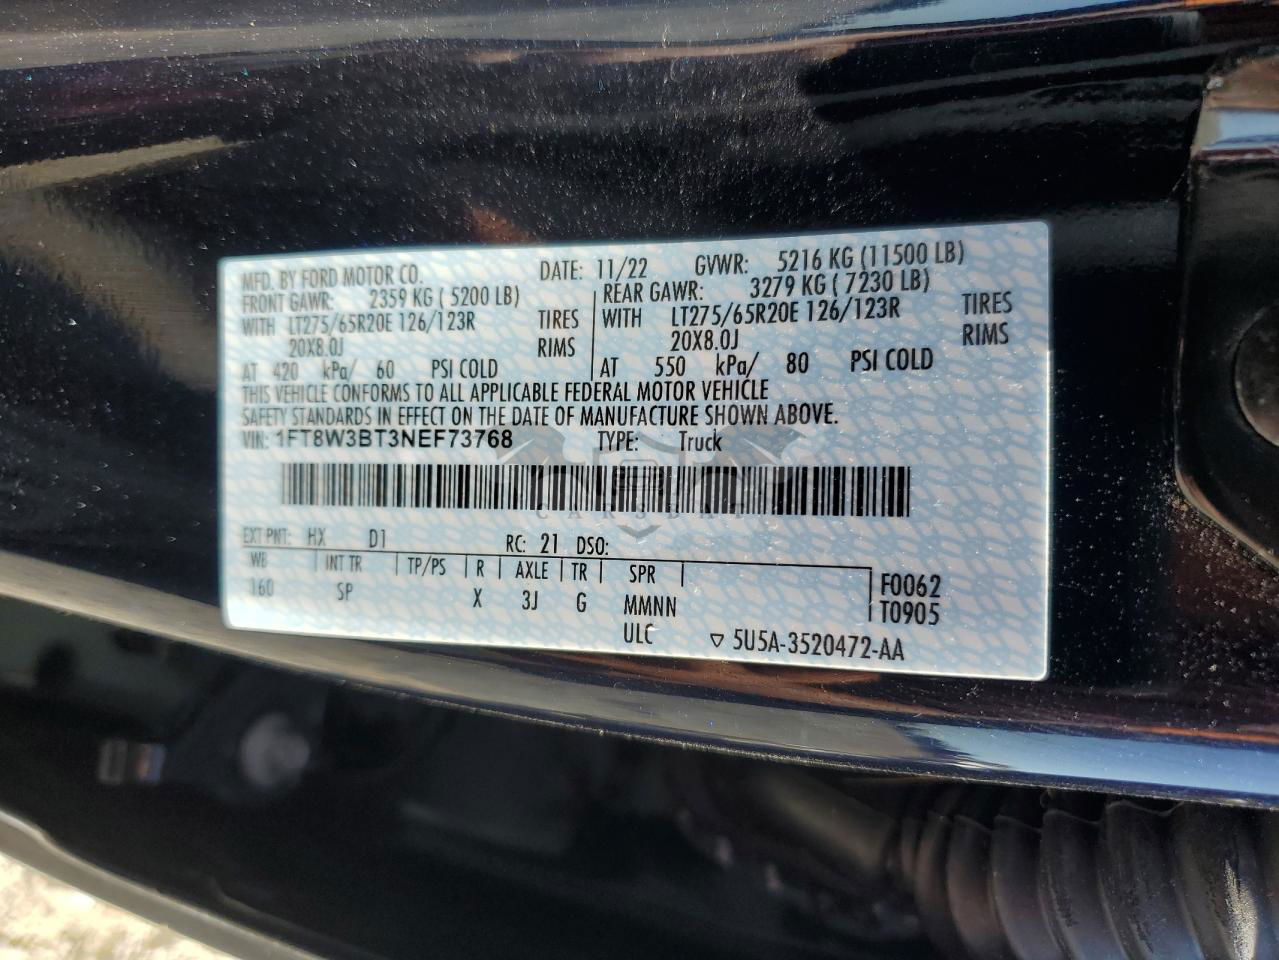 MFD. BY FORD MOTOR CO. DATE: 11/22 GVWR: 5216 KG (11500 LB)
FRONT GAWR: 2359 KG ( 5200 LB) REAR GAWR: 3279 KG ( 7230 LB)
WITH LT275/65R20E 126/123R TIRES WITH LT275/65R20E 126/123R TIRES
20X8.0J RIMS 20X8.0J RIMS
AT 420 kPa/ 60 PSI COLD AT 550 kPa/ 80 PSI COLD
THIS VEHICLE CONFORMS TO ALL APPLICABLE FEDERAL MOTOR VEHICLE
SAFETY STANDARDS IN EFFECT ON THE DATE OF MANUFACTURE SHOWN ABOVE.
VIN: 1FT8W3BT3NEF73768 TYPE: Truck
EXT PNT: HX D1 RC: 21 DSO:
WB INT TR TP/PS R AXLE TR SPR F0062
160 SP X 3J G MMNN T0905
ULC ▽ 5U5A-3520472-AA